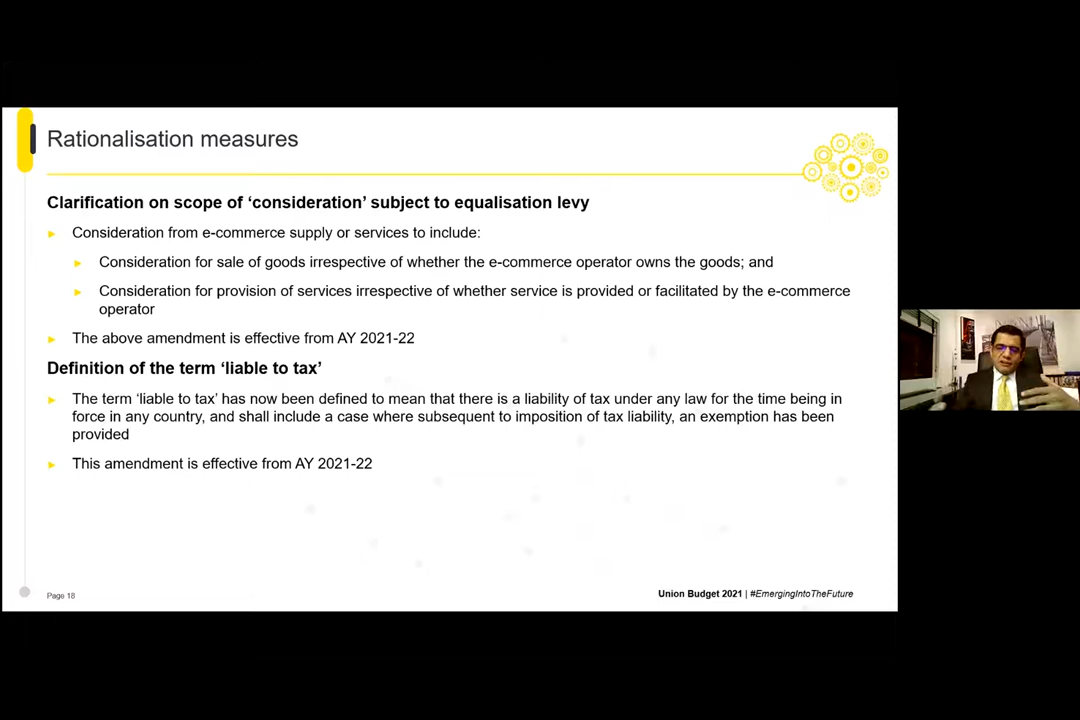 Rationalisation measures
Clarification on scope of ‘consideration’ subject to equalisation levy
Consideration from e-commerce supply or services to include:
Consideration for sale of goods irrespective of whether the e-commerce operator owns the goods; and
Consideration for provision of services irrespective of whether service is provided or facilitated by the e-commerce
operator
The above amendment is effective from AY 2021-22
Definition of the term ‘liable to tax’
The term ‘liable to tax’ has now been defined to mean that there is a liability of tax under any law for the time being in
force in any country, and shall include a case where subsequent to imposition of tax liability, an exemption has been
provided
This amendment is effective from AY 2021-22
Page 18
Union Budget 2021 | #EmergingIntoTheFuture